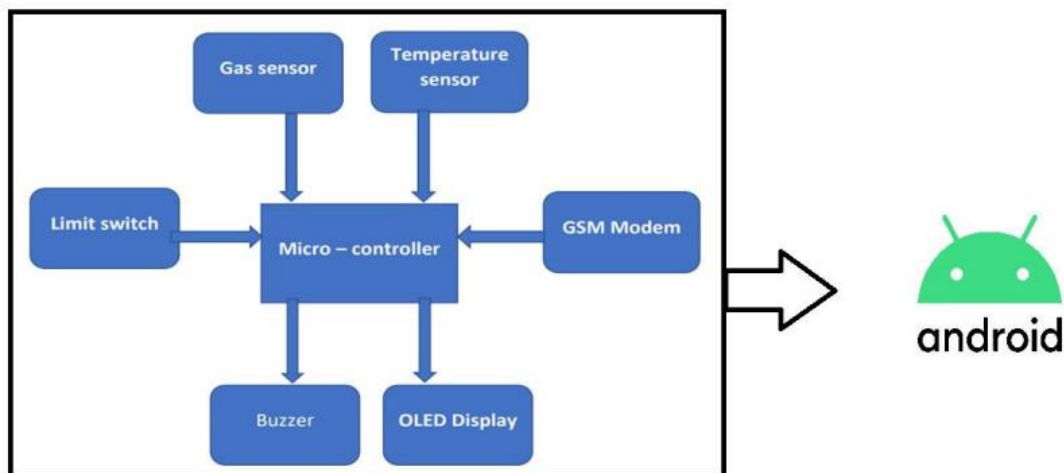 Gas sensor
Temperature
sensor
Limit switch
Micro – controller
GSM Modem
Buzzer
OLED Display
android